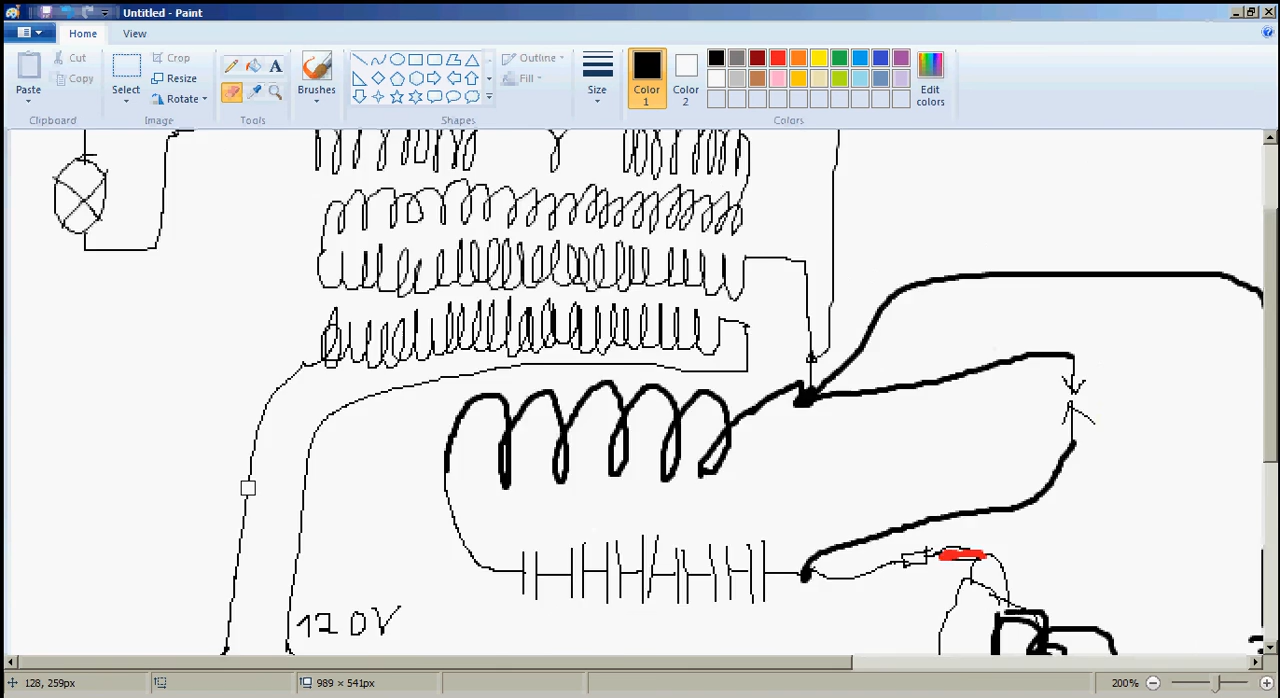 Untitled - Paint
Home View
Paste
Cut
Copy
Clipboard
Select
Crop
Resize
Rotate
Image
Tools
Brushes
Shapes
Outline
Fill
Size
Color 1
Color 2
Edit colors
Colors
120V
128, 259px
989 × 541px
200%